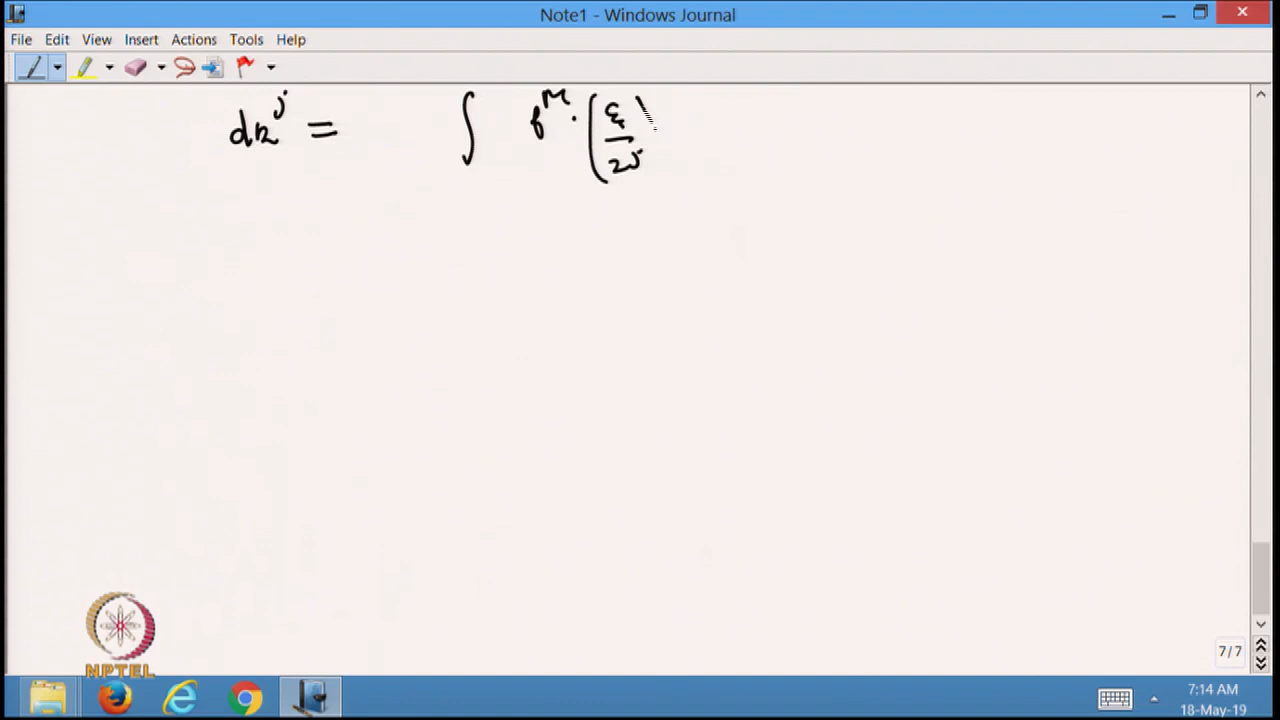 Note1 - Windows Journal
File Edit View Insert Actions Tools Help
dk^j = ∫ f^M · (ξ/2^j)
NPTEL
7/7
7:14 AM
18-May-19